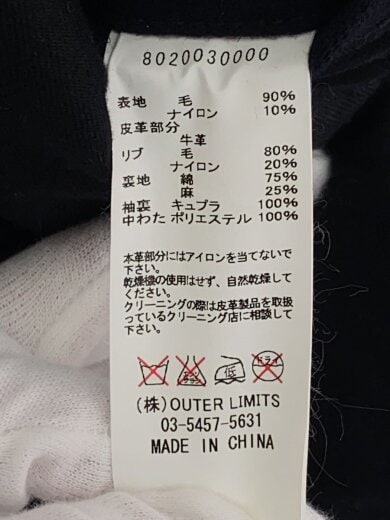 8020030000
表地 毛 90%
ナイロン 10%
皮革部分
牛革
リブ 毛 80%
ナイロン 20%
裏地 綿 75%
麻 25%
袖裏 キュプラ 100%
中わた ポリエステル 100%
本革部分にはアイロンを当てないで
下さい。
乾燥機の使用はせず、自然乾燥して
ください。
クリーニングの際は皮革製品を取扱
っているクリーニング店に相談して
下さい。
低 ドライ
(株)OUTER LIMITS
03-5457-5631
MADE IN CHINA